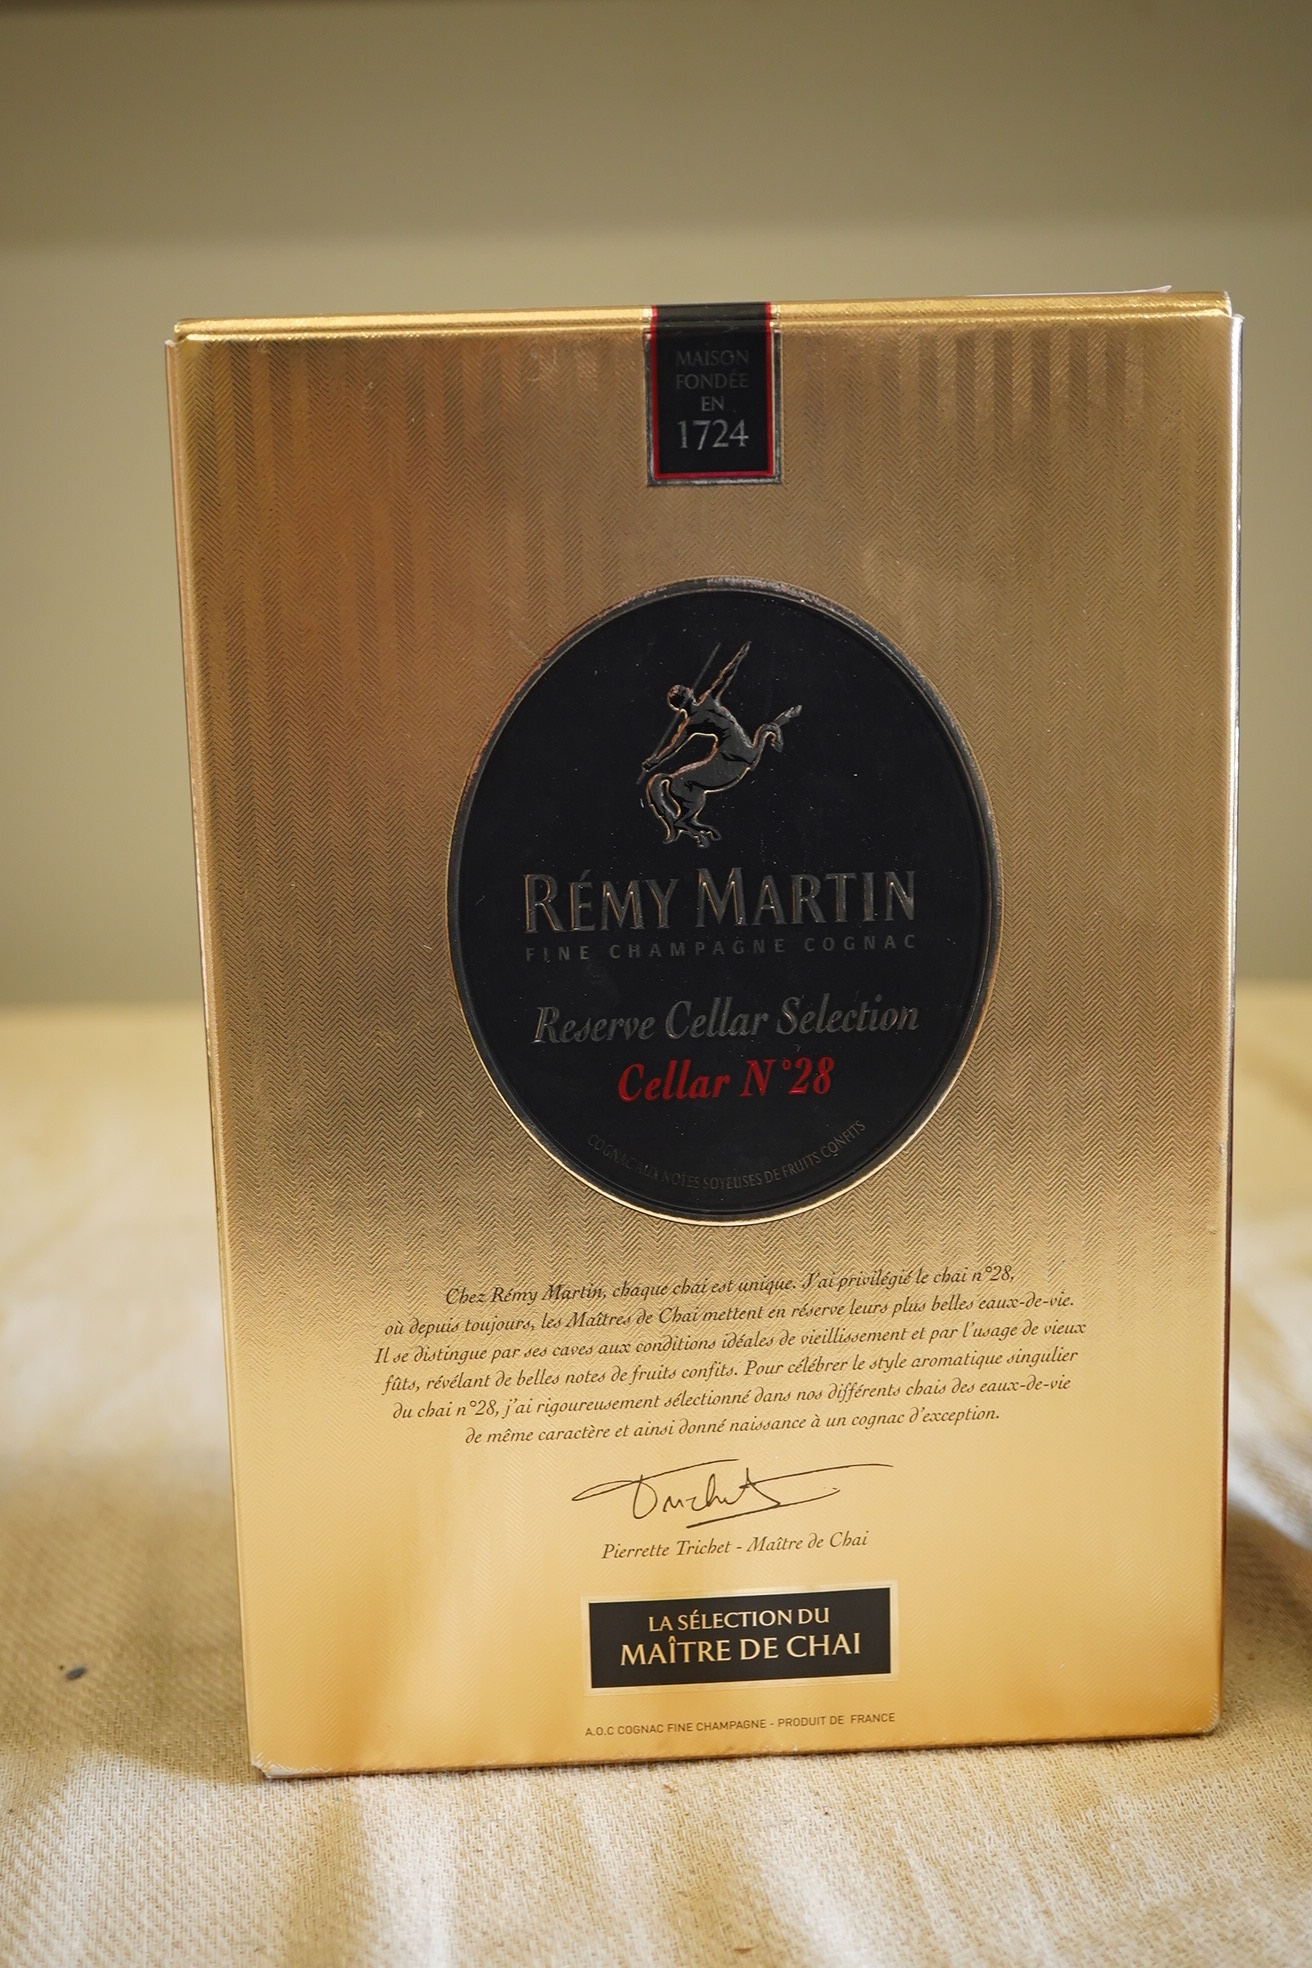 MAISON
FONDÉE
EN
1724
RÉMY MARTIN
FINE CHAMPAGNE COGNAC
Reserve Cellar Selection
Cellar N°28
COGNAC AUX NOTES SOYEUSES DE FRUITS CONFITS
Chez Rémy Martin, chaque chai est unique. J'ai privilégié le chai n°28,
où depuis toujours, les Maîtres de Chai mettent en réserve leurs plus belles eaux-de-vie.
Il se distingue par ses caves aux conditions idéales de vieillissement et par l'usage de vieux
fûts, révélant de belles notes de fruits confits. Pour célébrer le style aromatique singulier
du chai n°28, j'ai rigoureusement sélectionné dans nos différents chais des eaux-de-vie
de même caractère et ainsi donné naissance à un cognac d'exception.
Trichet
Pierrette Trichet - Maître de Chai
LA SÉLECTION DU
MAÎTRE DE CHAI
A.O.C COGNAC FINE CHAMPAGNE - PRODUIT DE FRANCE